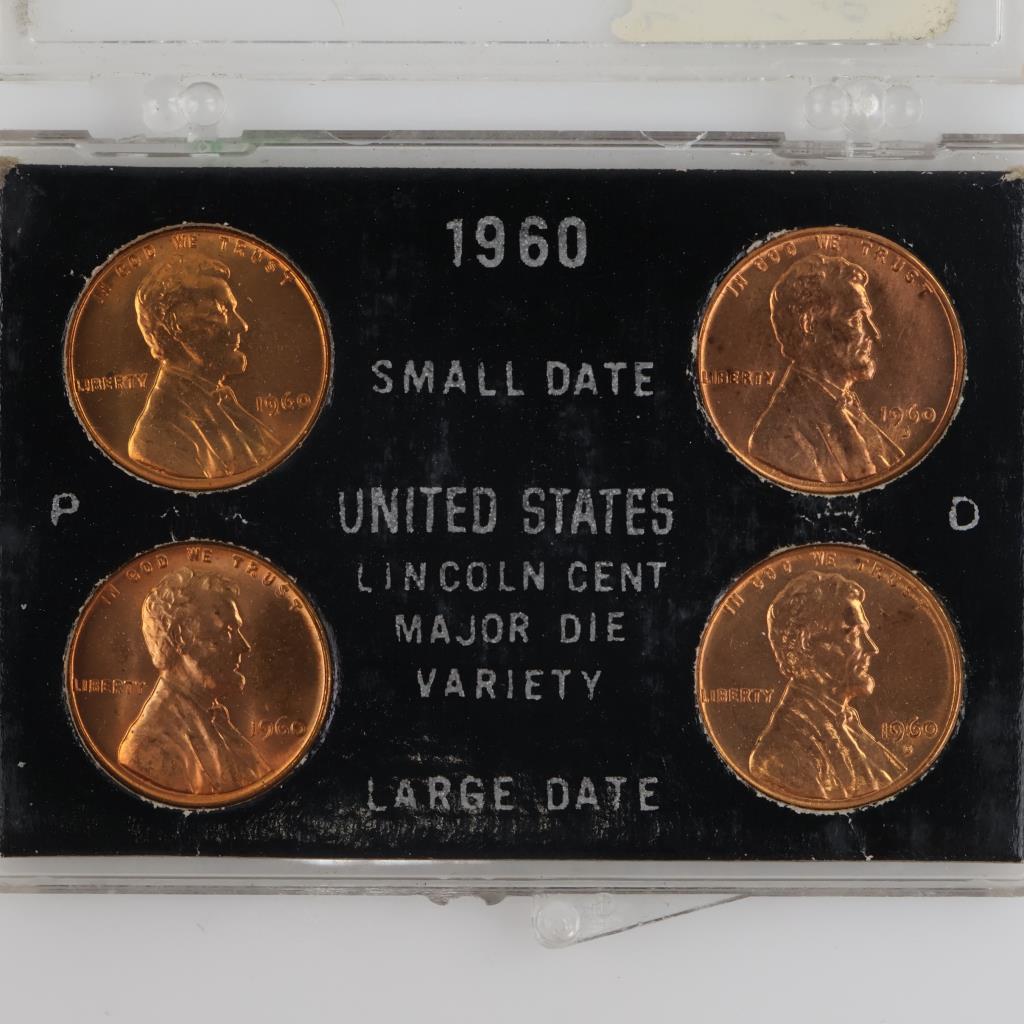 1960
IN GOD WE TRUST
LIBERTY
1960
SMALL DATE
IN GOD WE TRUST
LIBERTY
1960
D
P
UNITED STATES
D
LINCOLN CENT
MAJOR DIE
VARIETY
IN GOD WE TRUST
LIBERTY
1960
LARGE DATE
IN GOD WE TRUST
LIBERTY
1960
D